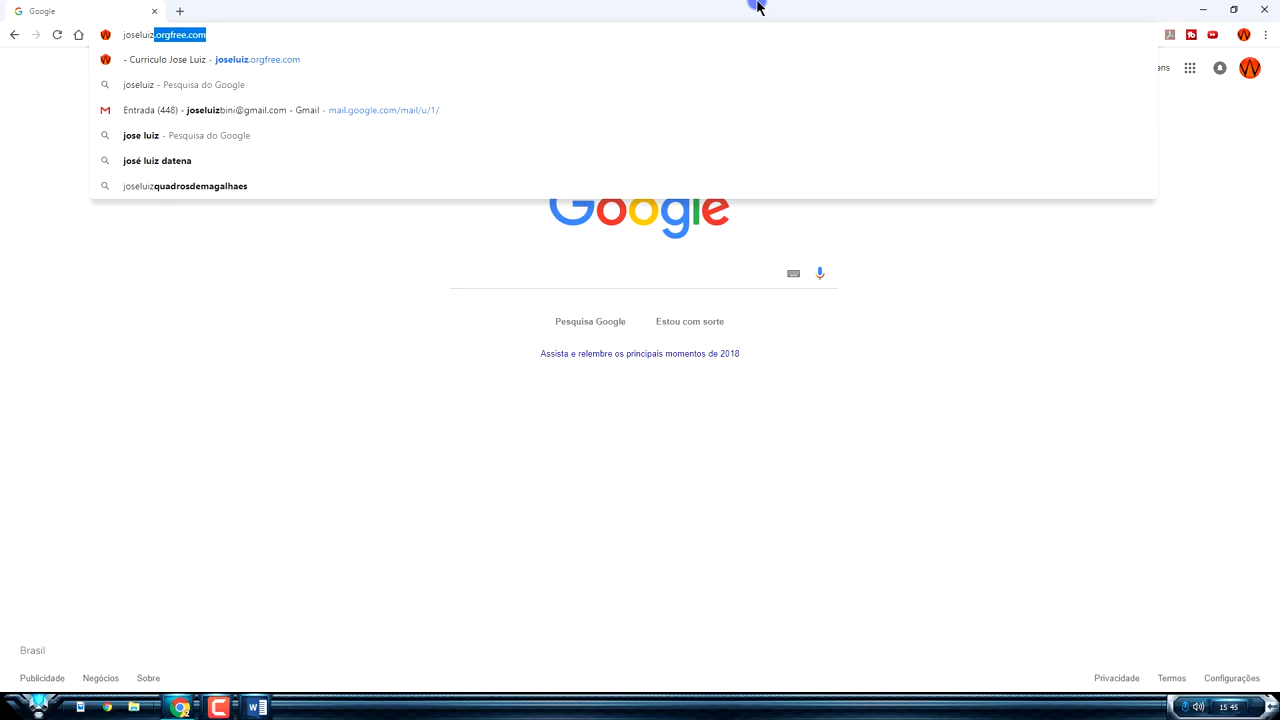 Google
joseluiz.orgfree.com
- Curriculo Jose Luiz - joseluiz.orgfree.com
joseluiz - Pesquisa do Google
Entrada (448) - joseluizbini@gmail.com - Gmail - mail.google.com/mail/u/1/
jose luiz - Pesquisa do Google
josé luiz datena
joseluizquadrosdemagalhaes
ens
Google
Pesquisa Google Estou com sorte
Assista e relembre os principais momentos de 2018
Brasil
Publicidade Negócios Sobre Privacidade Termos Configurações
15 45